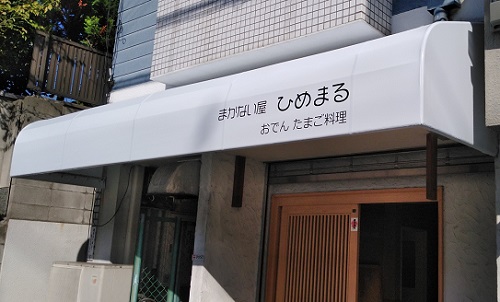 まかない屋 ひめまる
おでん たまご料理